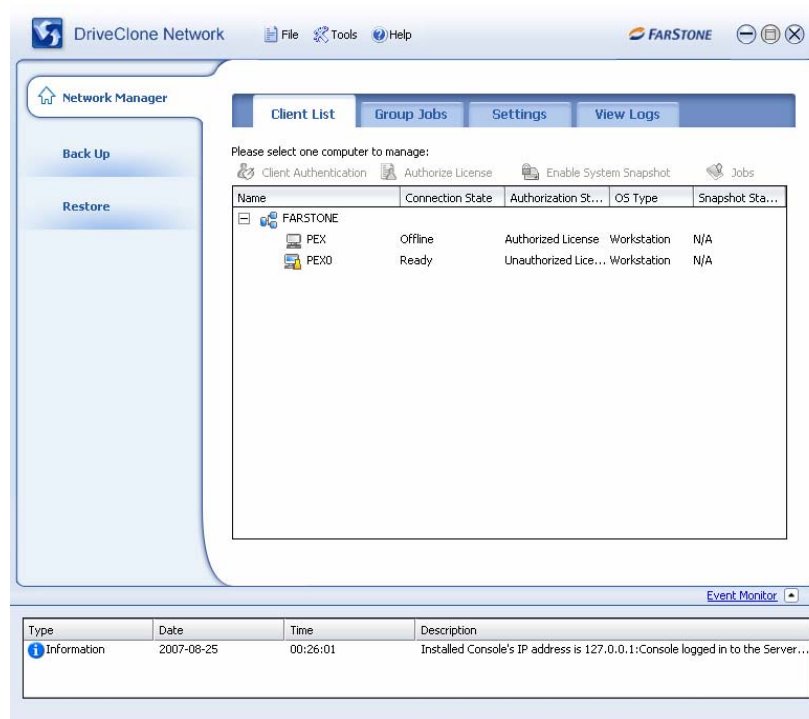 DriveClone Network File Tools Help FARSTONE
Network Manager
Back Up
Restore
Client List Group Jobs Settings View Logs
Please select one computer to manage:
Client Authentication Authorize License Enable System Snapshot Jobs
Name Connection State Authorization St... OS Type Snapshot Sta...
FARSTONE
PEX Offline Authorized License Workstation N/A
PEX0 Ready Unauthorized Lice... Workstation N/A
Event Monitor
Type Date Time Description
Information 2007-08-25 00:26:01 Installed Console's IP address is 127.0.0.1:Console logged in to the Server...